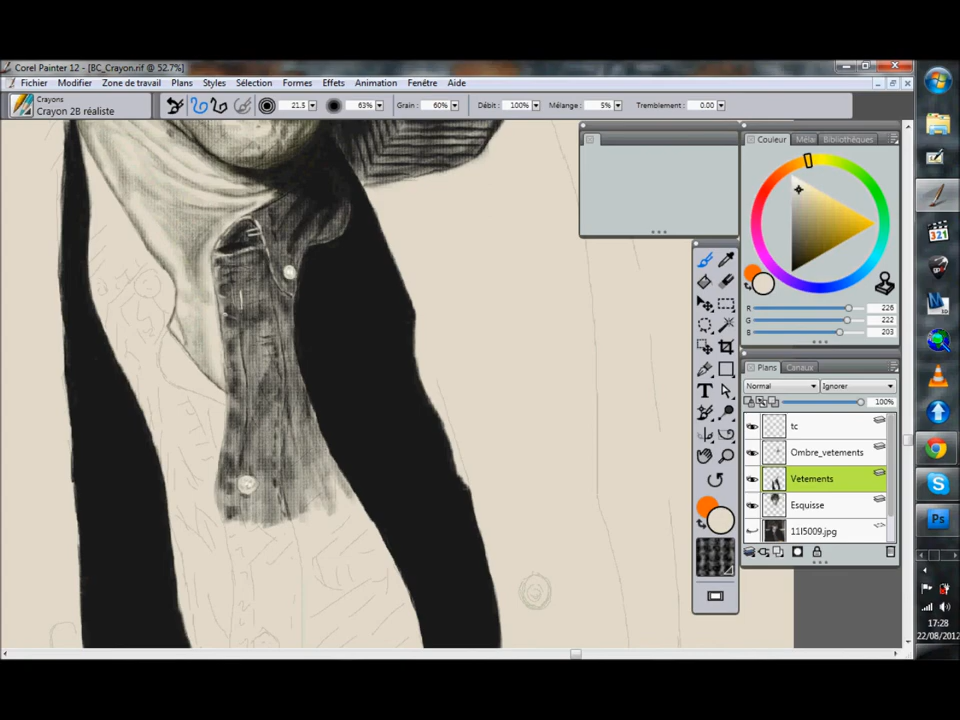 Corel Painter 12 - [BC_Crayon.rif @ 52.7%]
Fichier Modifier Zone de travail Plans Styles Sélection Formes Effets Animation Fenêtre Aide
Crayons
Crayon 2B réaliste
21.5 63% Grain : 60% Débit : 100% Mélange : 5% Tremblement : 0.00
Couleur Méla Bibliothèques
R 226
G 222
B 203
Plans Canaux
Normal Ignorer
100%
tc
Ombre_vetements
Vetements
Esquisse
11I5009.jpg
T
321
S
Ps
17:28
22/08/2012